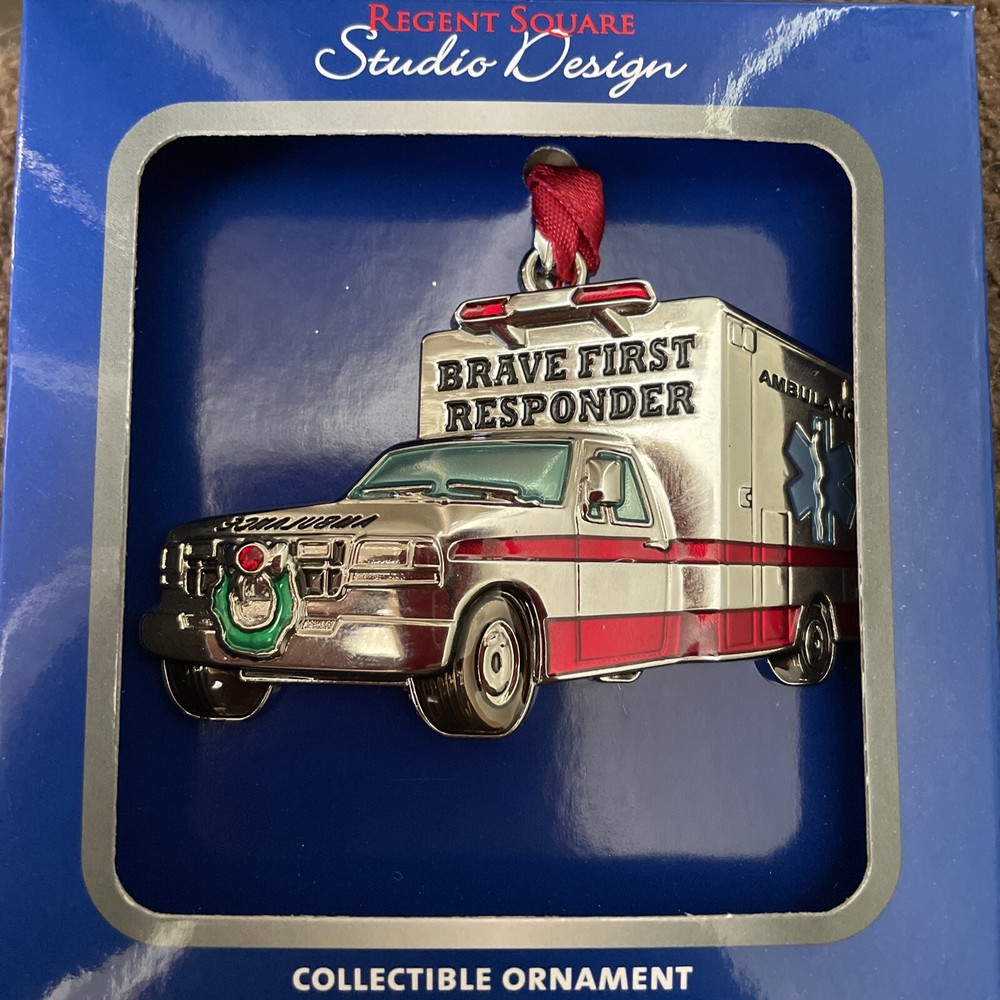 REGENT SQUARE
Studio Design
BRAVE FIRST
RESPONDER
COLLECTIBLE ORNAMENT